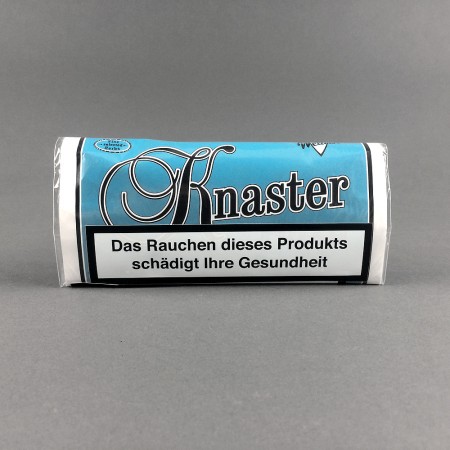 Knaster
Das Rauchen dieses Produkts
schädigt Ihre Gesundheit